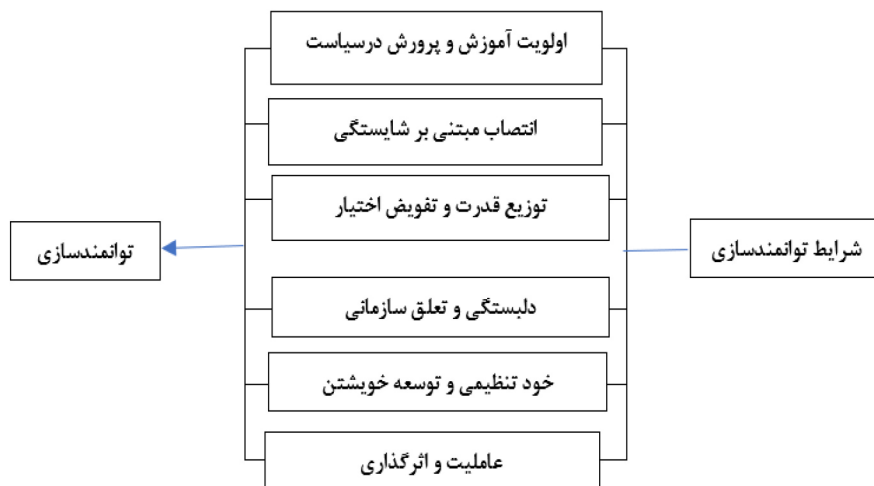 اولویت آموزش و پرورش درسیاست
انتصاب مبتنی بر شایستگی
توزیع قدرت و تفویض اختیار
شرایط توانمندسازی
توانمندسازی
دلبستگی و تعلق سازمانی
خود تنظیمی و توسعه خویشتن
عاملیت و اثرگذاری